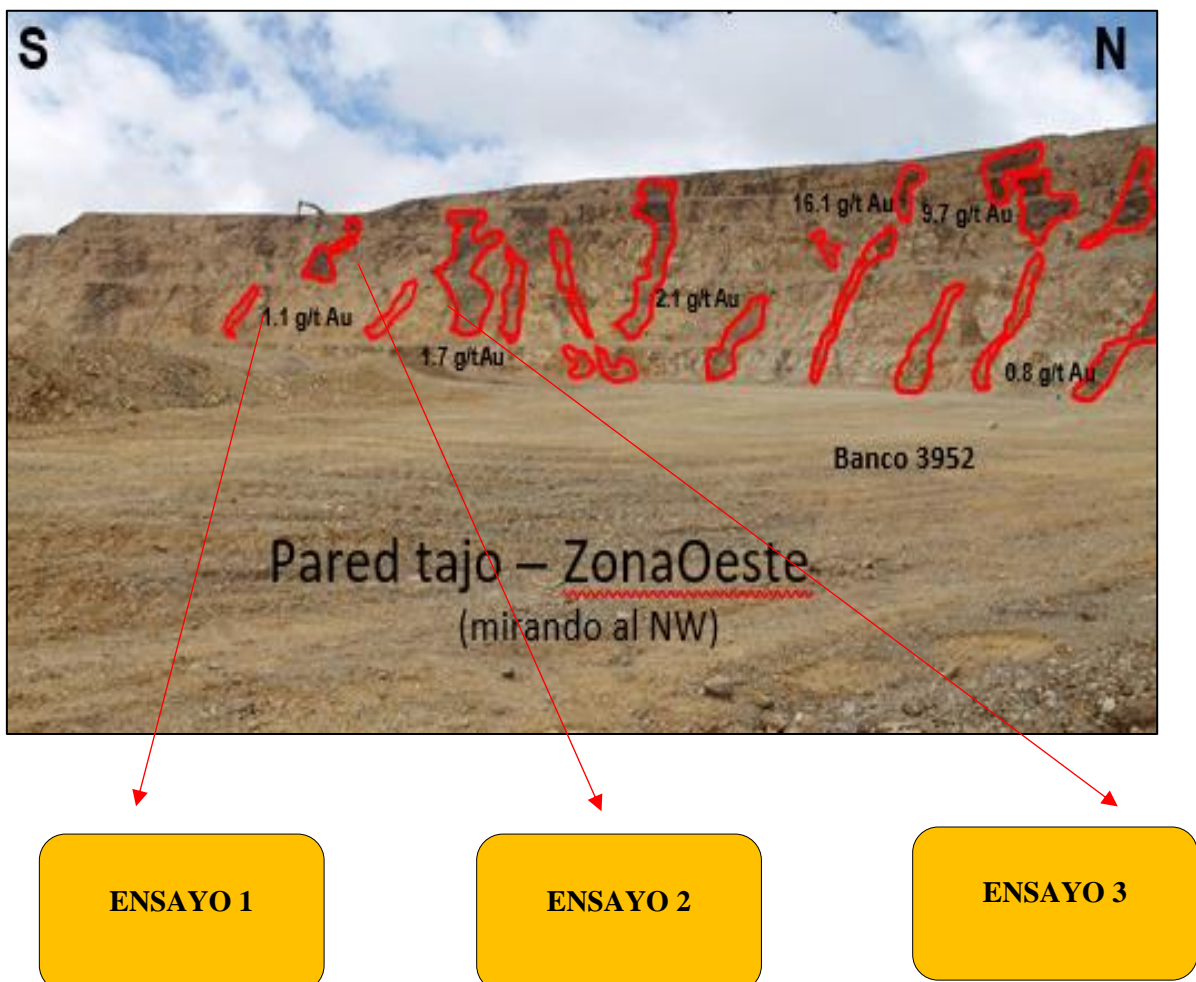 S
N
16.1 g/t Au
9.7 g/t Au
1.1 g/t Au
2.1 g/t Au
1.7 g/tAu
0.8 g/t Au
Banco 3952
Pared tajo – ZonaOeste
(mirando al NW)
ENSAYO 1
ENSAYO 2
ENSAYO 3